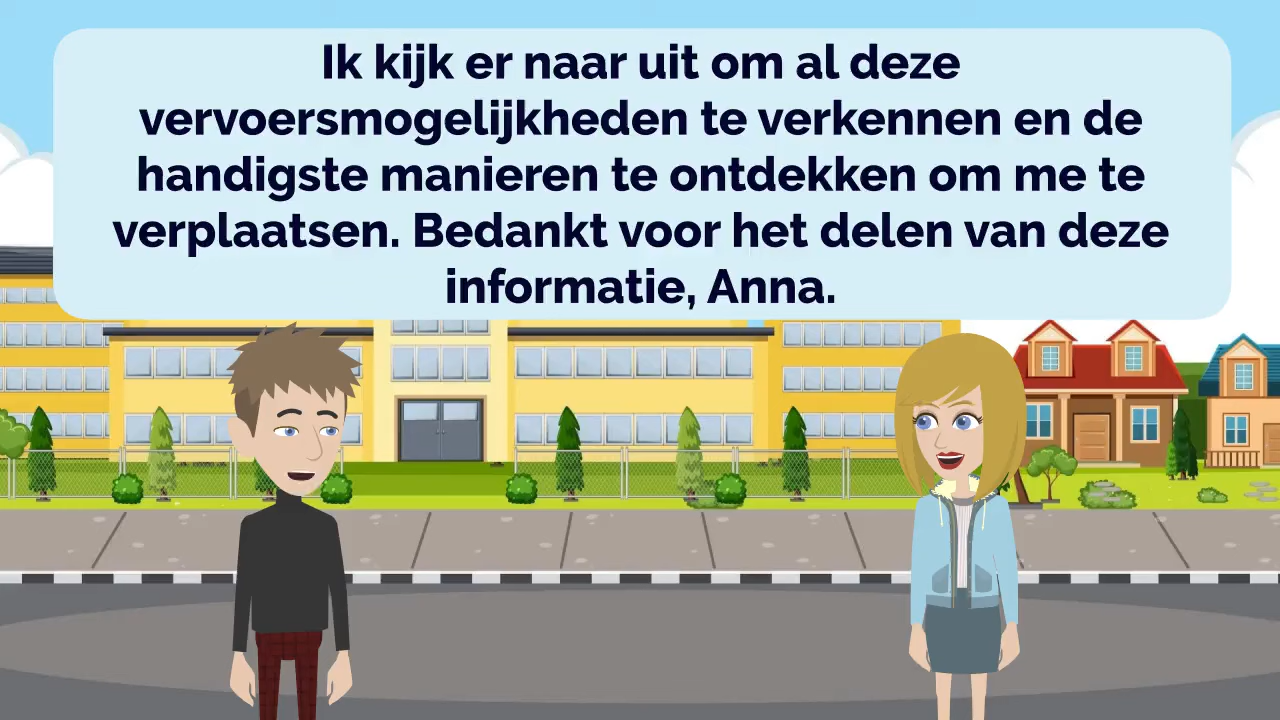 Ik kijk er naar uit om al deze
vervoersmogelijkheden te verkennen en de
handigste manieren te ontdekken om me te
verplaatsen. Bedankt voor het delen van deze
informatie, Anna.